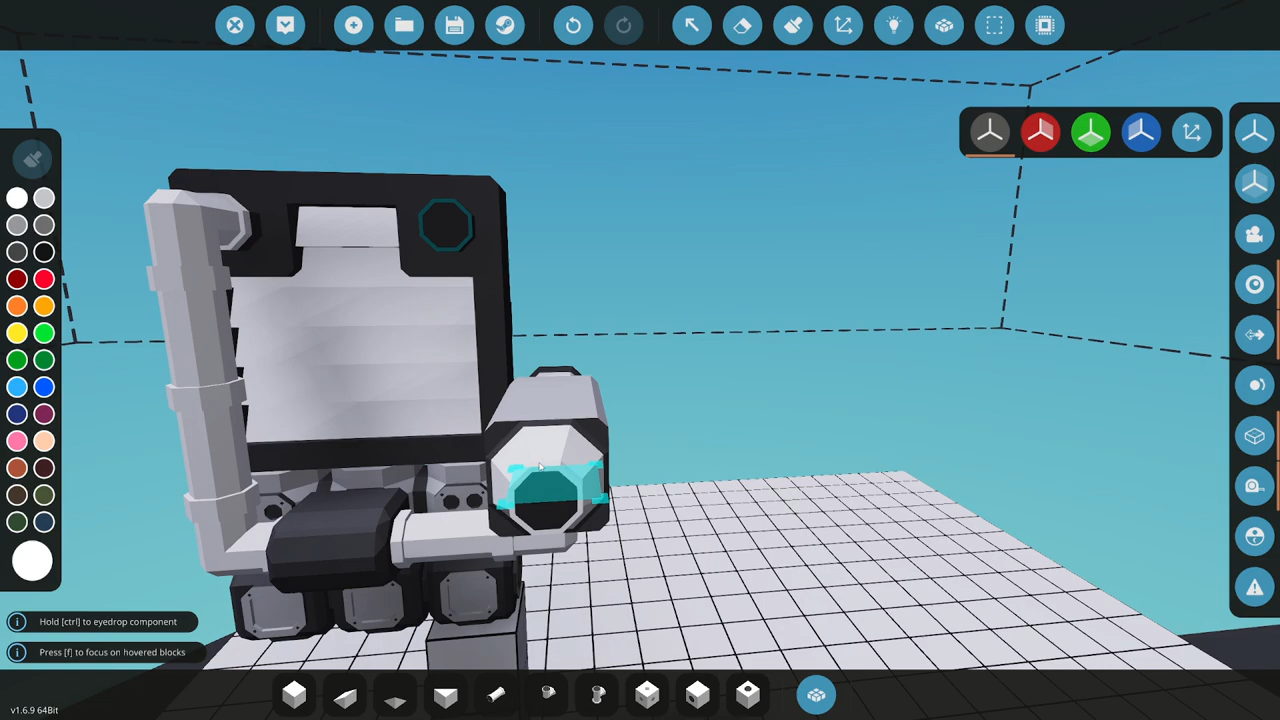 Hold [ctrl] to eyedrop component
Press [f] to focus on hovered blocks
v1.6.9 64Bit